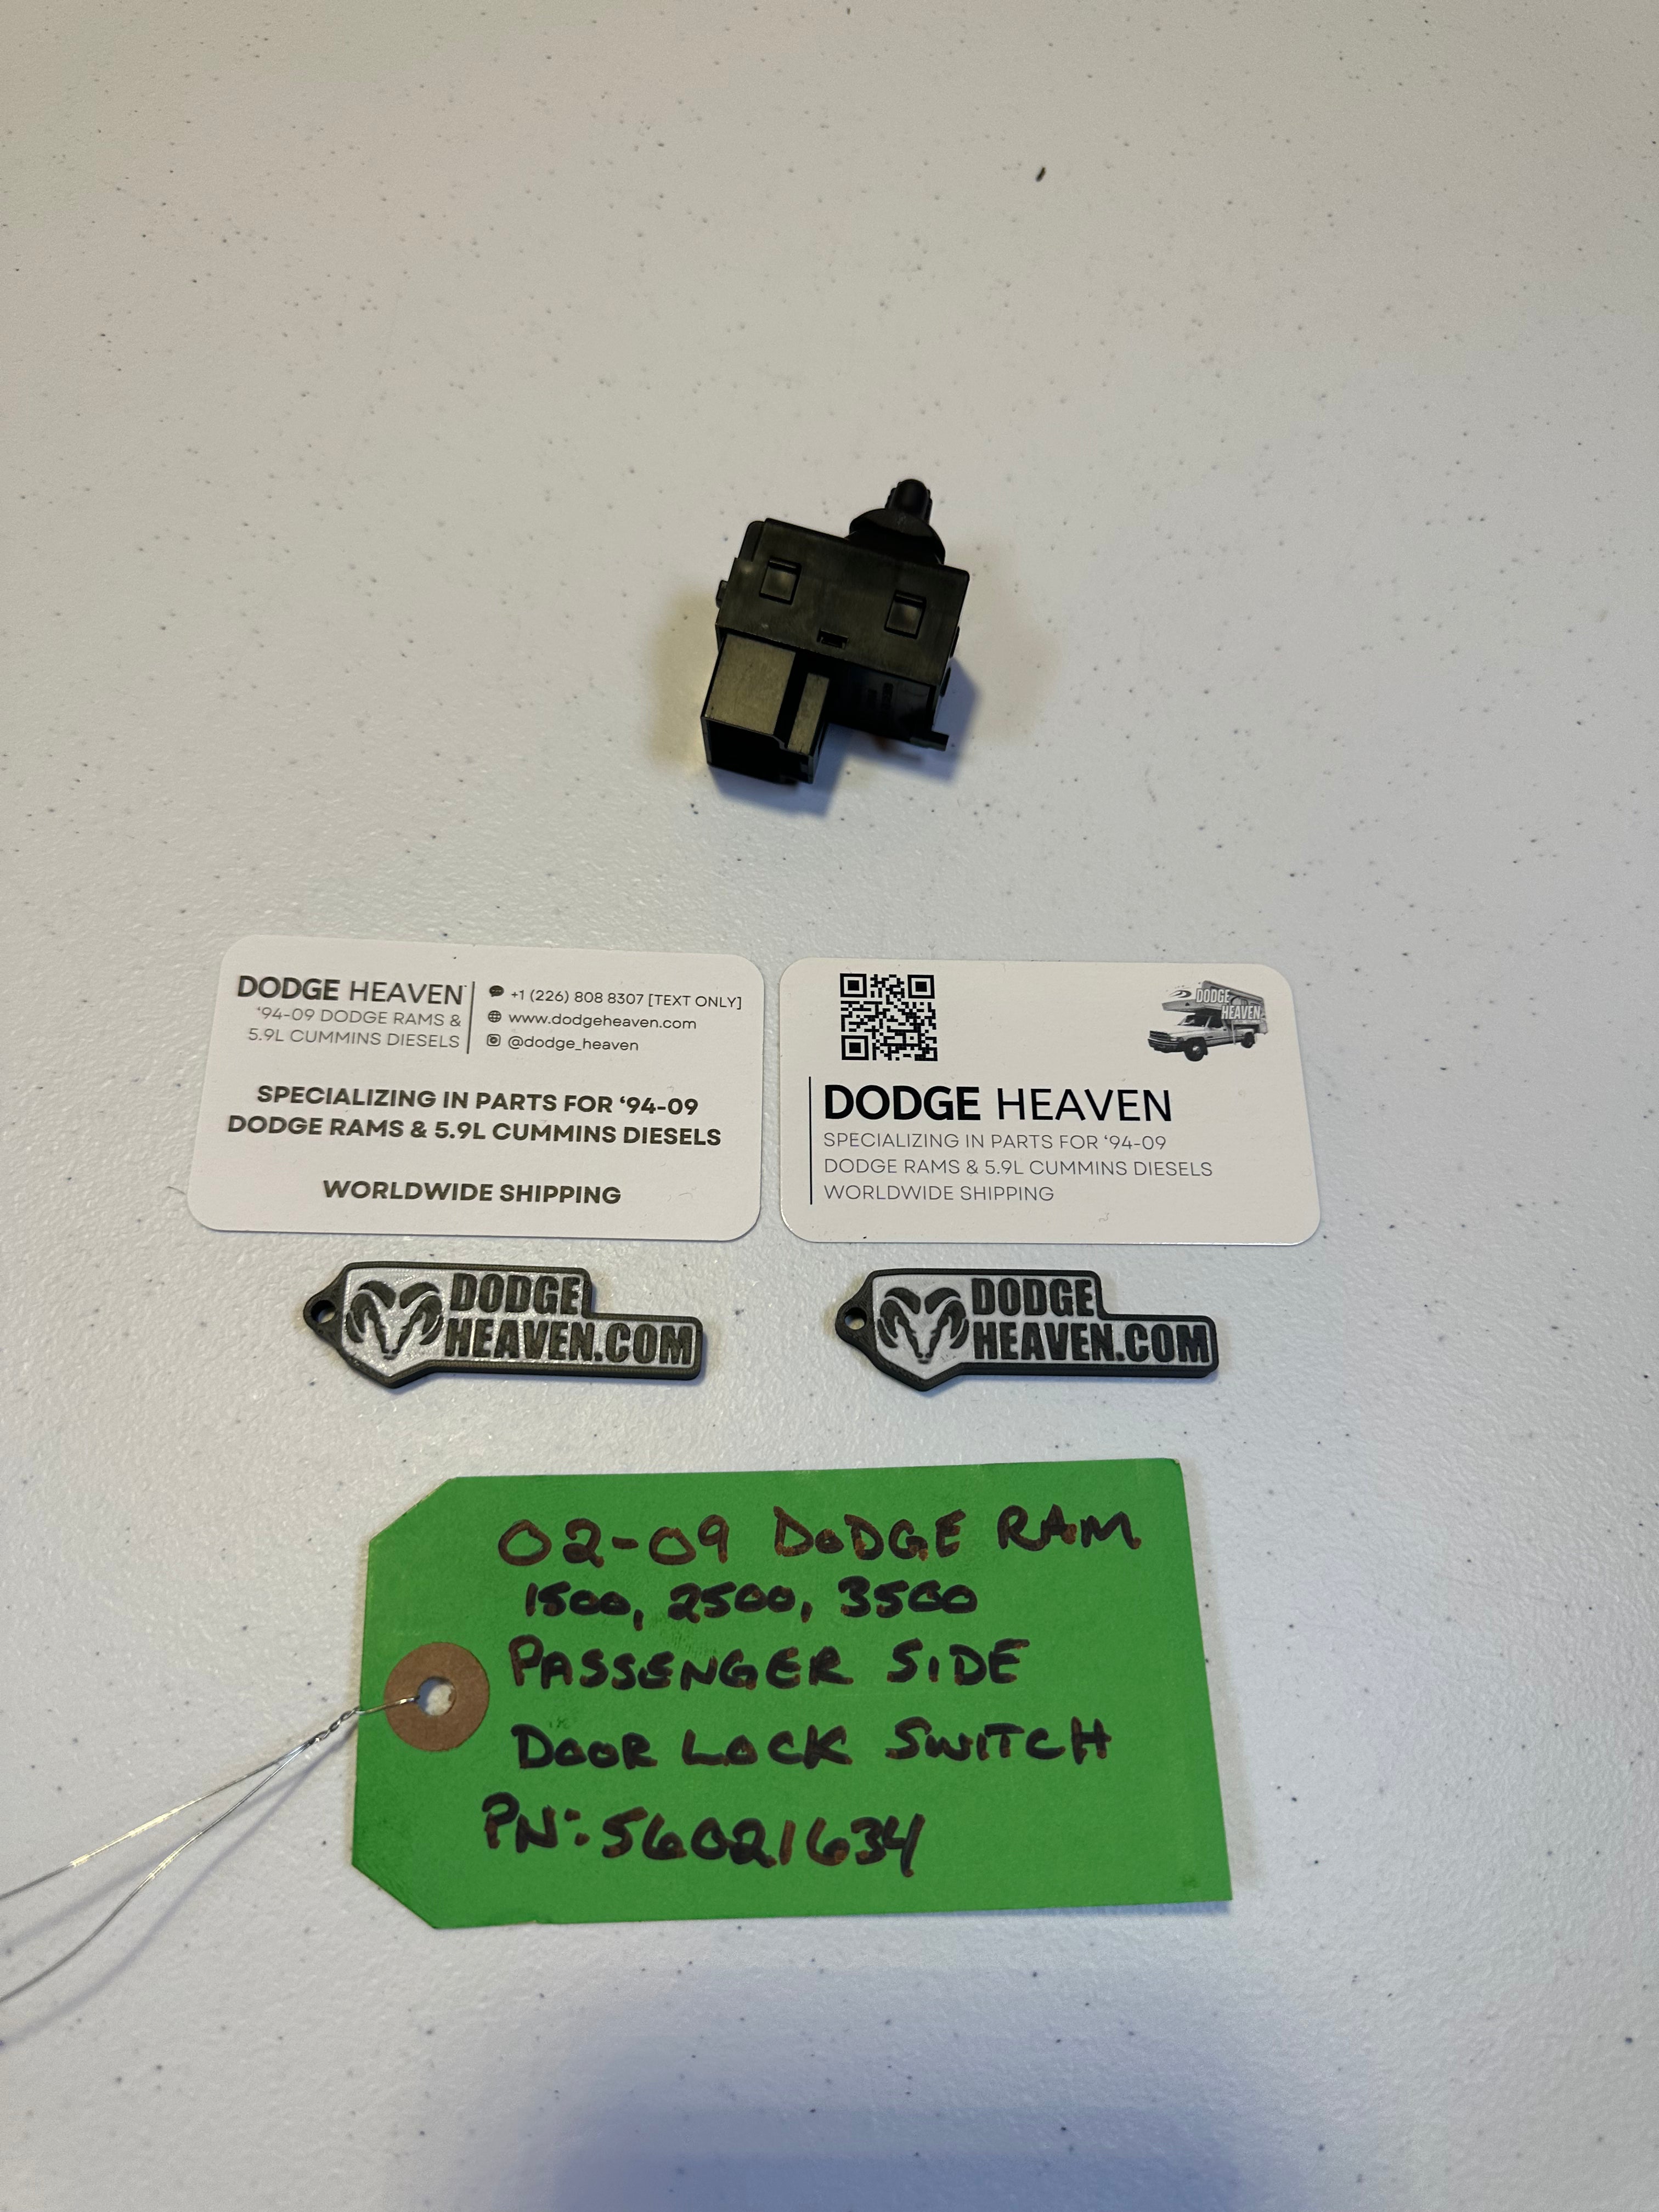 DODGE HEAVEN
'94-09 DODGE RAMS &
5.9L CUMMINS DIESELS
+1 (226) 808 8307 [TEXT ONLY]
www.dodgeheaven.com
@dodge_heaven
SPECIALIZING IN PARTS FOR '94-09
DODGE RAMS & 5.9L CUMMINS DIESELS
WORLDWIDE SHIPPING
DODGE
HEAVEN
DODGE HEAVEN
SPECIALIZING IN PARTS FOR '94-09
DODGE RAMS & 5.9L CUMMINS DIESELS
WORLDWIDE SHIPPING
DODGE
HEAVEN.COM
DODGE
HEAVEN.COM
02-09 DODGE RAM
1500, 2500, 3500
PASSENGER SIDE
DOOR LOCK SWITCH
PN: 56021634